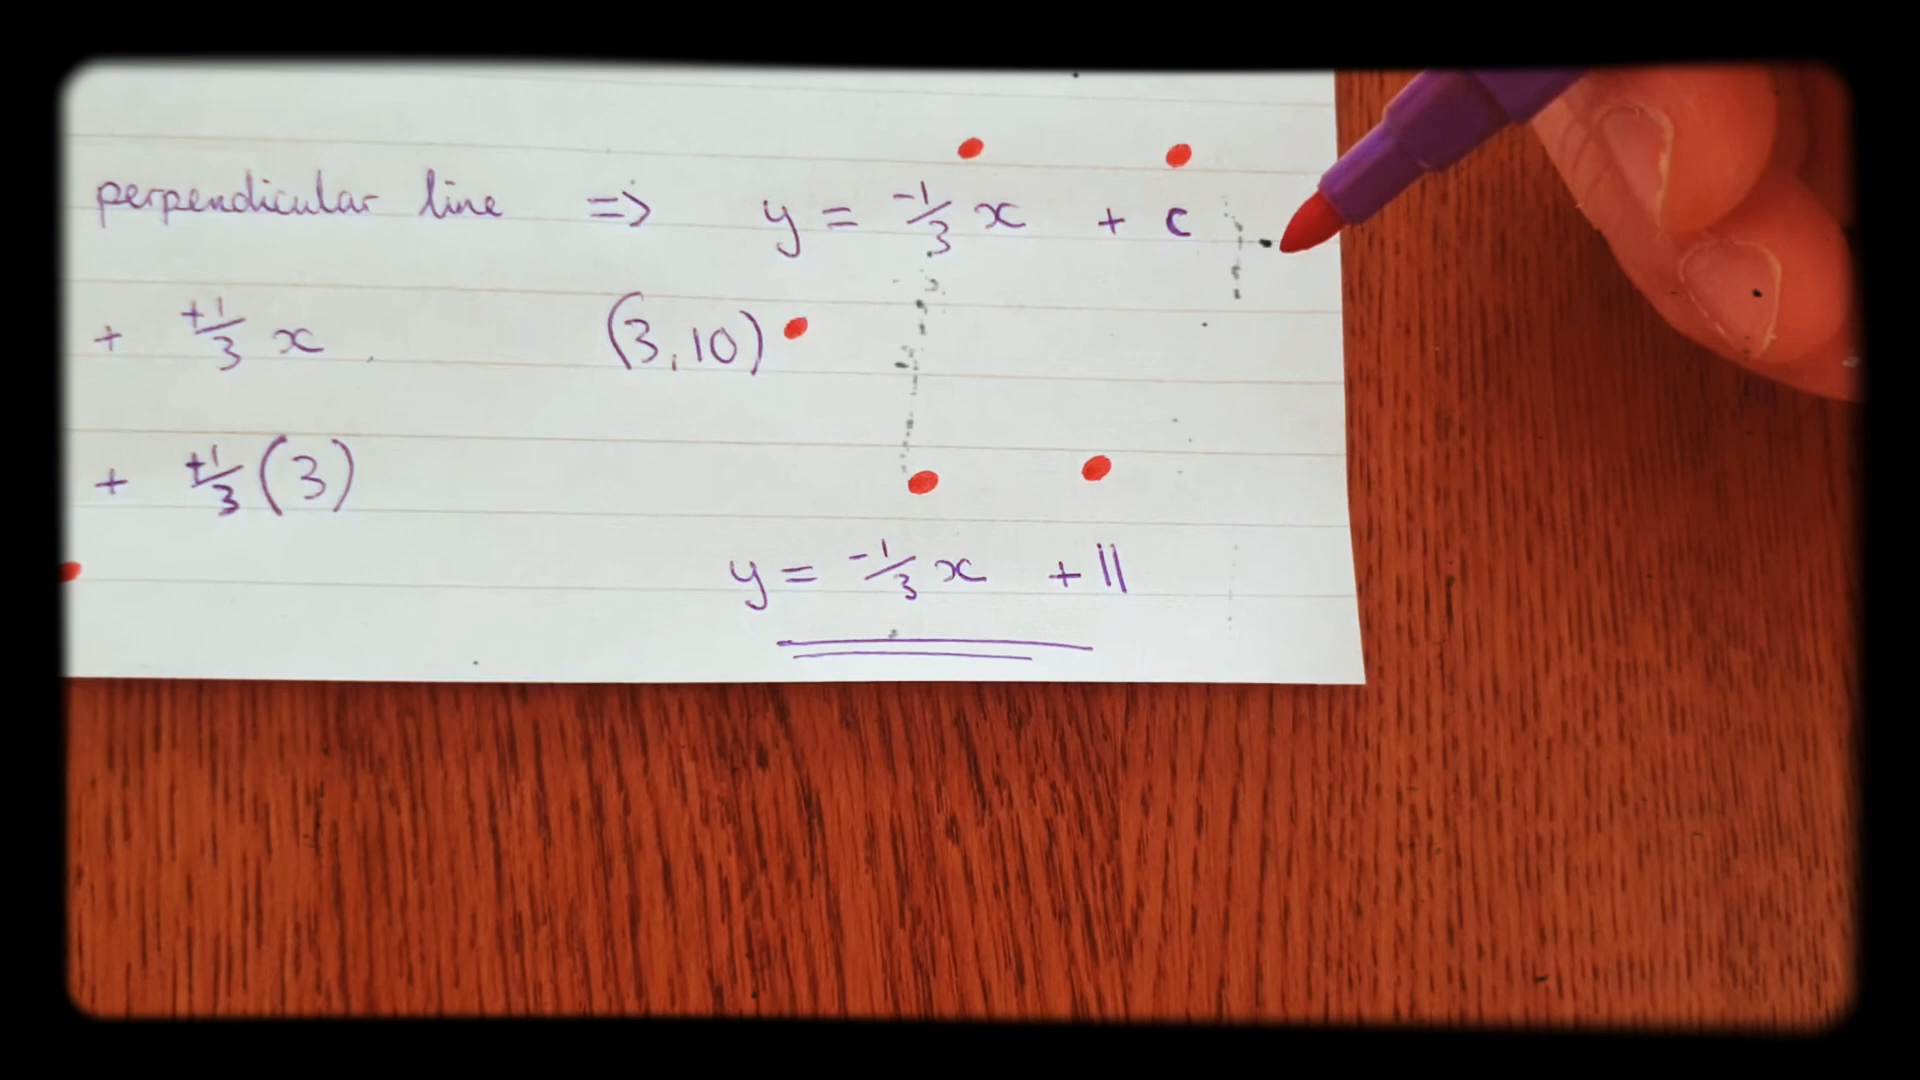 perpendicular line => y = -1/3 x + c
+ +1/3 x (3,10)
+ +1/3 (3)
y = -1/3 x + 11